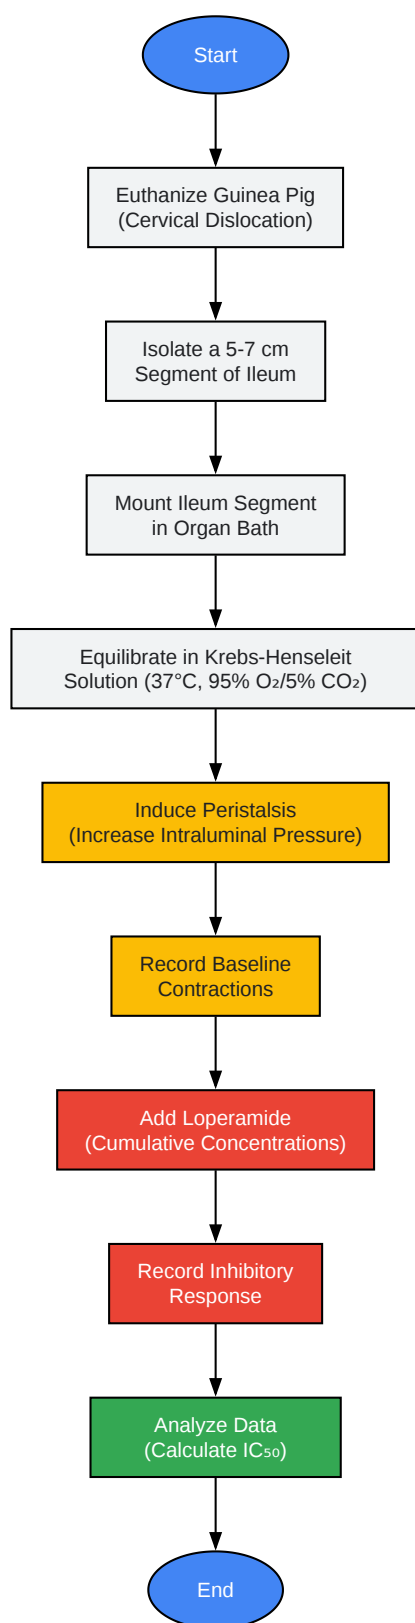 Start
Euthanize Guinea Pig
(Cervical Dislocation)
Isolate a 5-7 cm
Segment of Ileum
Mount Ileum Segment
in Organ Bath
Equilibrate in Krebs-Henseleit
Solution (37°C, 95% O₂/5% CO₂)
Induce Peristalsis
(Increase Intraluminal Pressure)
Record Baseline
Contractions
Add Loperamide
(Cumulative Concentrations)
Record Inhibitory
Response
Analyze Data
(Calculate IC₅₀)
End